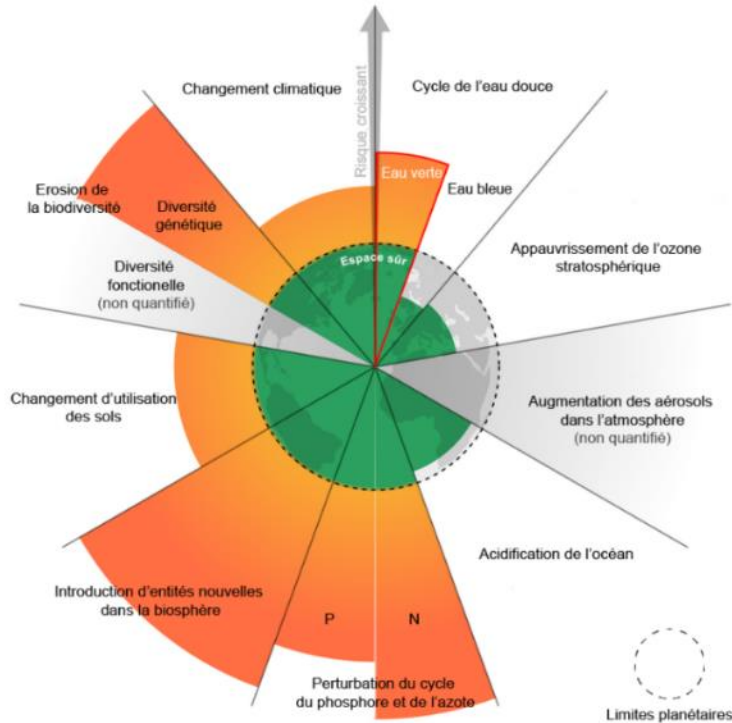 Changement climatique
Risque croissant
Cycle de l'eau douce
Eau verte
Eau bleue
Erosion de
la biodiversité
Diversité
génétique
Espace sûr
Appauvrissement de l'ozone
stratosphérique
Diversité
fonctionelle
(non quantifié)
Changement d'utilisation
des sols
Augmentation des aérosols
dans l'atmosphère
(non quantifié)
Acidification de l'océan
Introduction d'entités nouvelles
dans la biosphère
P
N
Perturbation du cycle
du phosphore et de l'azote
Limites planétaires